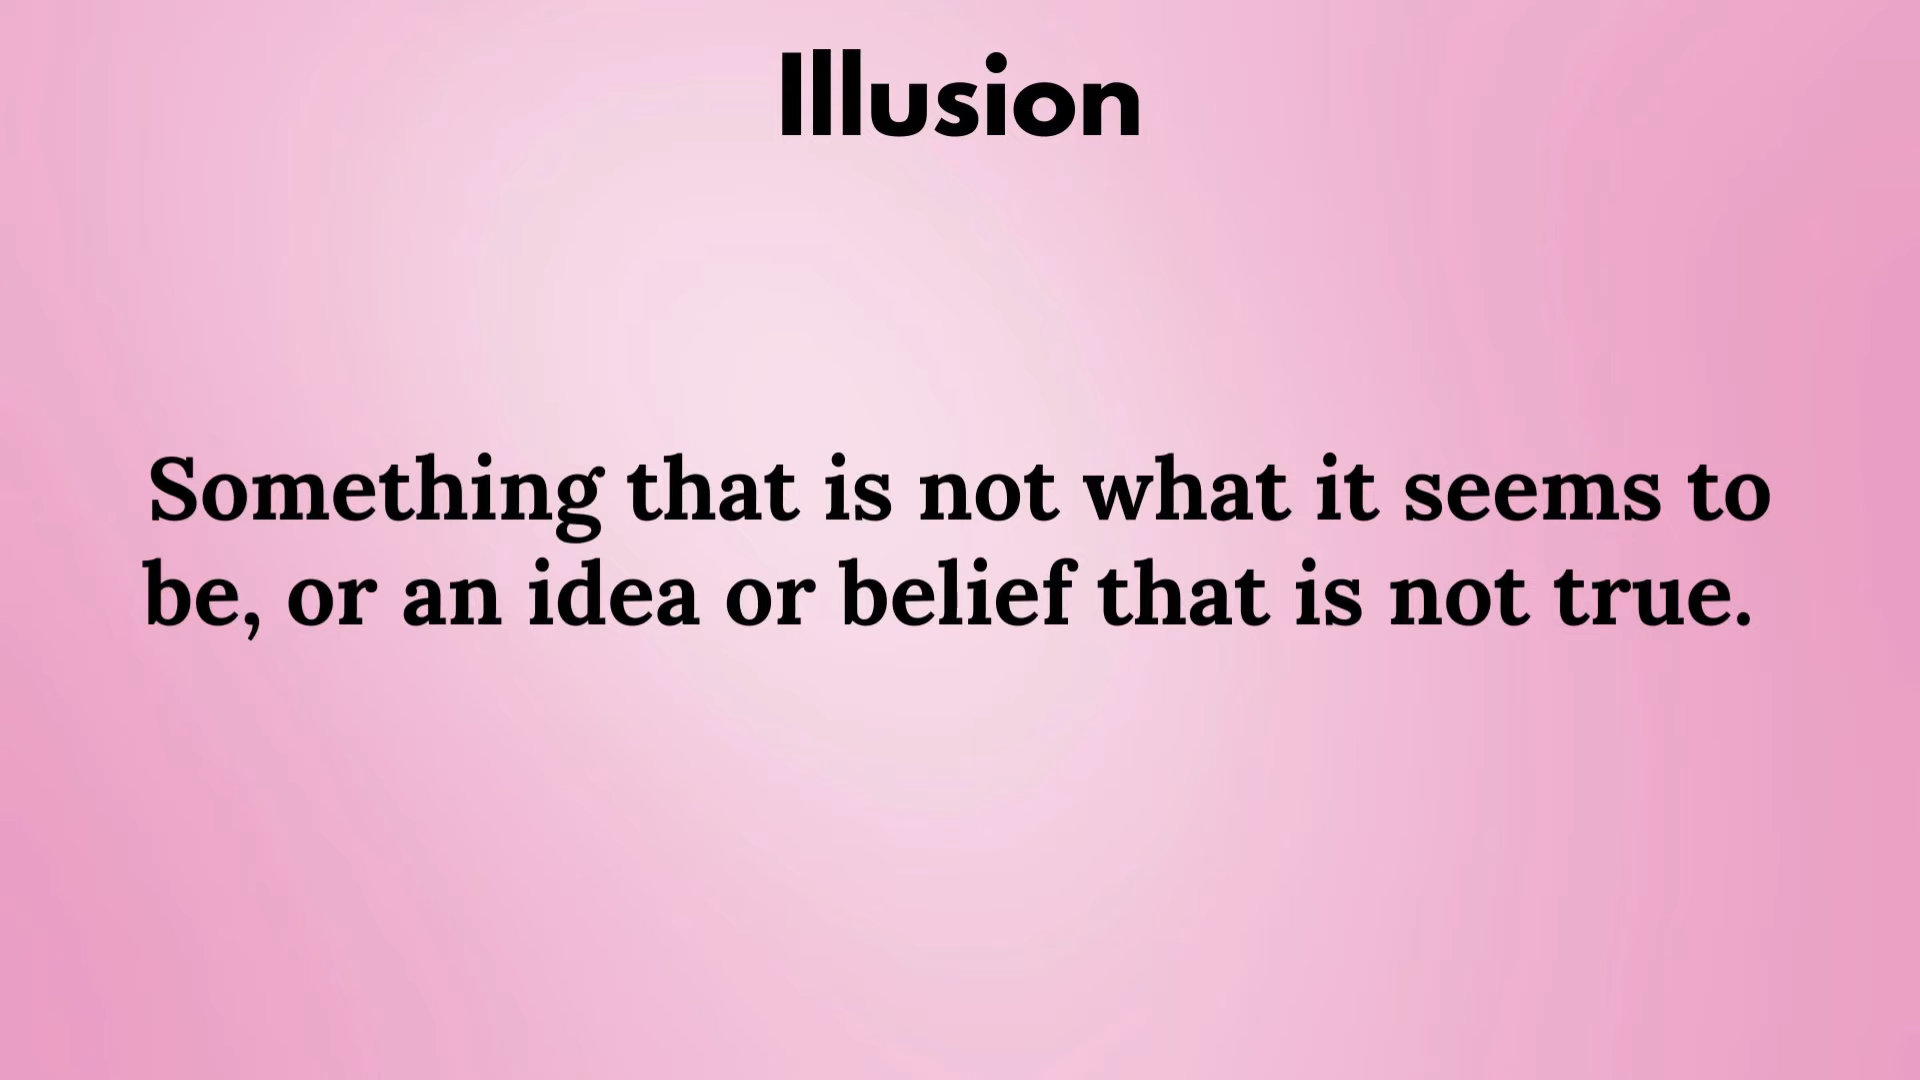 Illusion
Something that is not what it seems to
be, or an idea or belief that is not true.